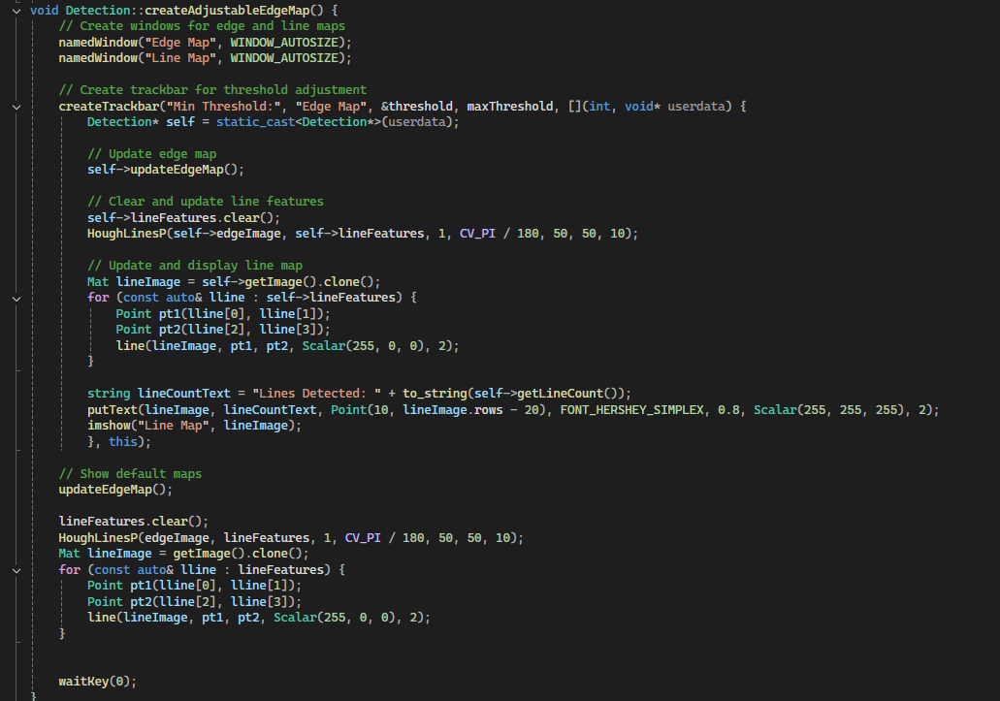 void Detection::createAdjustableEdgeMap() {
    // Create windows for edge and line maps
    namedWindow("Edge Map", WINDOW_AUTOSIZE);
    namedWindow("Line Map", WINDOW_AUTOSIZE);

    // Create trackbar for threshold adjustment
    createTrackbar("Min Threshold:", "Edge Map", &threshold, maxThreshold, [](int, void* userdata) {
        Detection* self = static_cast<Detection*>(userdata);

        // Update edge map
        self->updateEdgeMap();

        // Clear and update line features
        self->lineFeatures.clear();
        HoughLinesP(self->edgeImage, self->lineFeatures, 1, CV_PI / 180, 50, 50, 10);

        // Update and display line map
        Mat lineImage = self->getImage().clone();
        for (const auto& lline : self->lineFeatures) {
            Point pt1(lline[0], lline[1]);
            Point pt2(lline[2], lline[3]);
            line(lineImage, pt1, pt2, Scalar(255, 0, 0), 2);
        }

        string lineCountText = "Lines Detected: " + to_string(self->getLineCount());
        putText(lineImage, lineCountText, Point(10, lineImage.rows - 20), FONT_HERSHEY_SIMPLEX, 0.8, Scalar(255, 255, 255), 2);
        imshow("Line Map", lineImage);
        }, this);

    // Show default maps
    updateEdgeMap();

    lineFeatures.clear();
    HoughLinesP(edgeImage, lineFeatures, 1, CV_PI / 180, 50, 50, 10);
    Mat lineImage = getImage().clone();
    for (const auto& lline : lineFeatures) {
        Point pt1(lline[0], lline[1]);
        Point pt2(lline[2], lline[3]);
        line(lineImage, pt1, pt2, Scalar(255, 0, 0), 2);
    }


    waitKey(0);
}